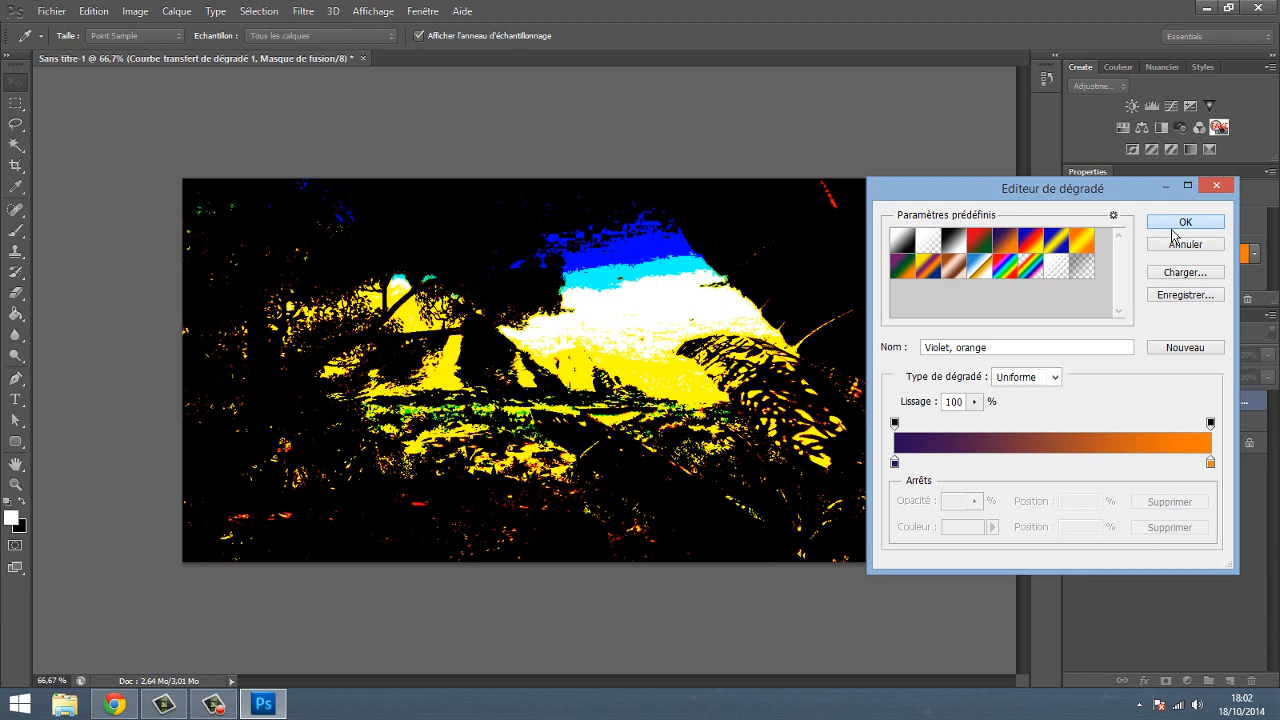 Ps Fichier Edition Image Calque Type Sélection Filtre 3D Affichage Fenêtre Aide
Taille : Point Sample Echantillon : Tous les calques Afficher l'anneau d'échantillonnage Essentials
Sans titre-1 @ 66,7% (Courbe transfert de dégradé 1, Masque de fusion/8) * ×
Create Couleur Nuancier Styles
Adjustme...
Properties
Editeur de dégradé
Paramètres prédéfinis
OK
Annuler
Charger...
Enregistrer...
Nom : Violet, orange Nouveau
Type de dégradé : Uniforme
Lissage : 100 %
Arrêts
Opacité : % Position : % Supprimer
Couleur : Position : % Supprimer
66,67 % Doc : 2,64 Mo/3,01 Mo
Ps
18:02
18/10/2014